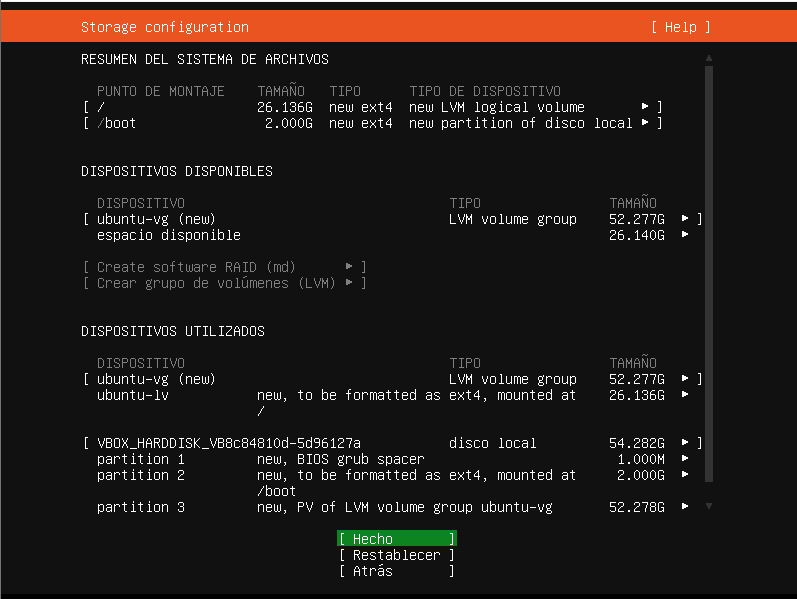 Storage configuration [ Help ]
RESUMEN DEL SISTEMA DE ARCHIVOS
PUNTO DE MONTAJE TAMAÑO TIPO TIPO DE DISPOSITIVO
[ / 26.136G new ext4 new LVM logical volume ▸ ]
[ /boot 2.000G new ext4 new partition of disco local ▸ ]
DISPOSITIVOS DISPONIBLES
DISPOSITIVO TIPO TAMAÑO
[ ubuntu-vg (new) LVM volume group 52.277G ▸ ]
espacio disponible 26.140G ▸
[ Create software RAID (md) ▸ ]
[ Crear grupo de volúmenes (LVM) ▸ ]
DISPOSITIVOS UTILIZADOS
DISPOSITIVO TIPO TAMAÑO
[ ubuntu-vg (new) LVM volume group 52.277G ▸ ]
ubuntu-lv new, to be formatted as ext4, mounted at 26.136G ▸
/
[ VBOX_HARDDISK_VB8c84810d-5d96127a disco local 54.282G ▸ ]
partition 1 new, BIOS grub spacer 1.000M ▸
partition 2 new, to be formatted as ext4, mounted at 2.000G ▸
/boot
partition 3 new, PV of LVM volume group ubuntu-vg 52.278G ▸
[ Hecho ]
[ Restablecer ]
[ Atrás ]